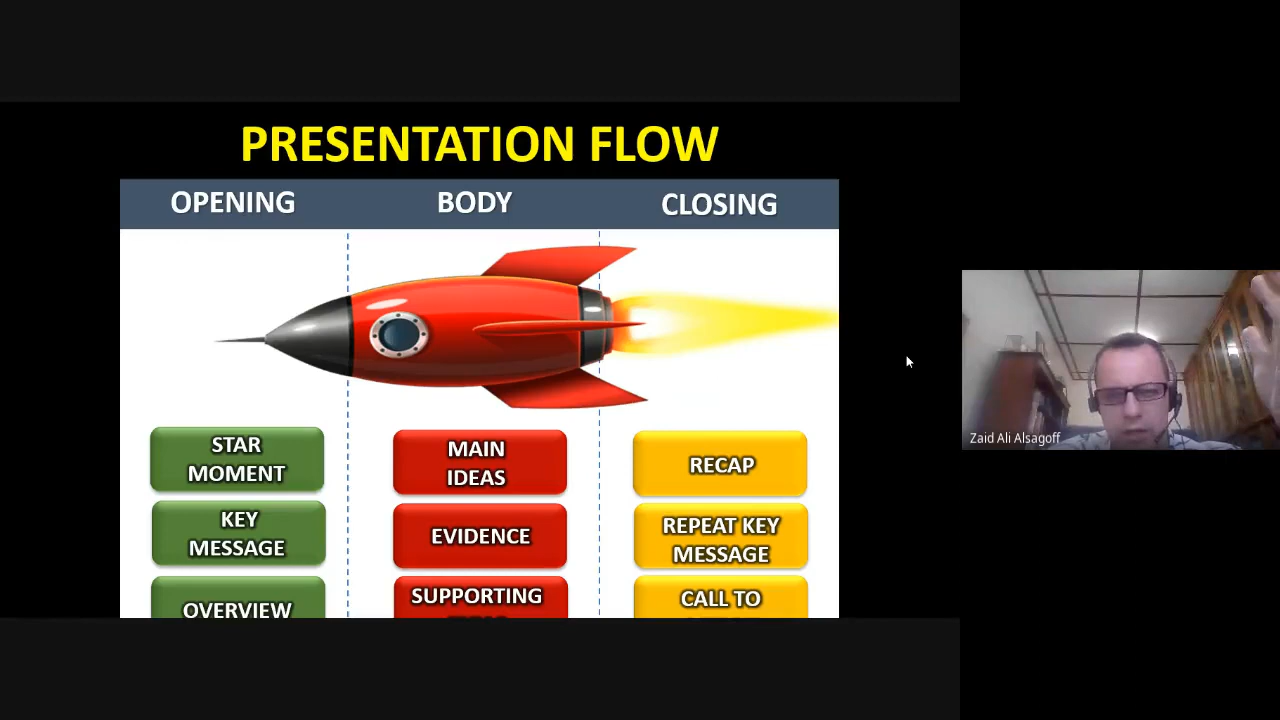 PRESENTATION FLOW
OPENING
BODY
CLOSING
STAR
MOMENT
KEY
MESSAGE
OVERVIEW
MAIN
IDEAS
EVIDENCE
SUPPORTING
RECAP
REPEAT KEY
MESSAGE
CALL TO
Zaid Ali Alsagoff